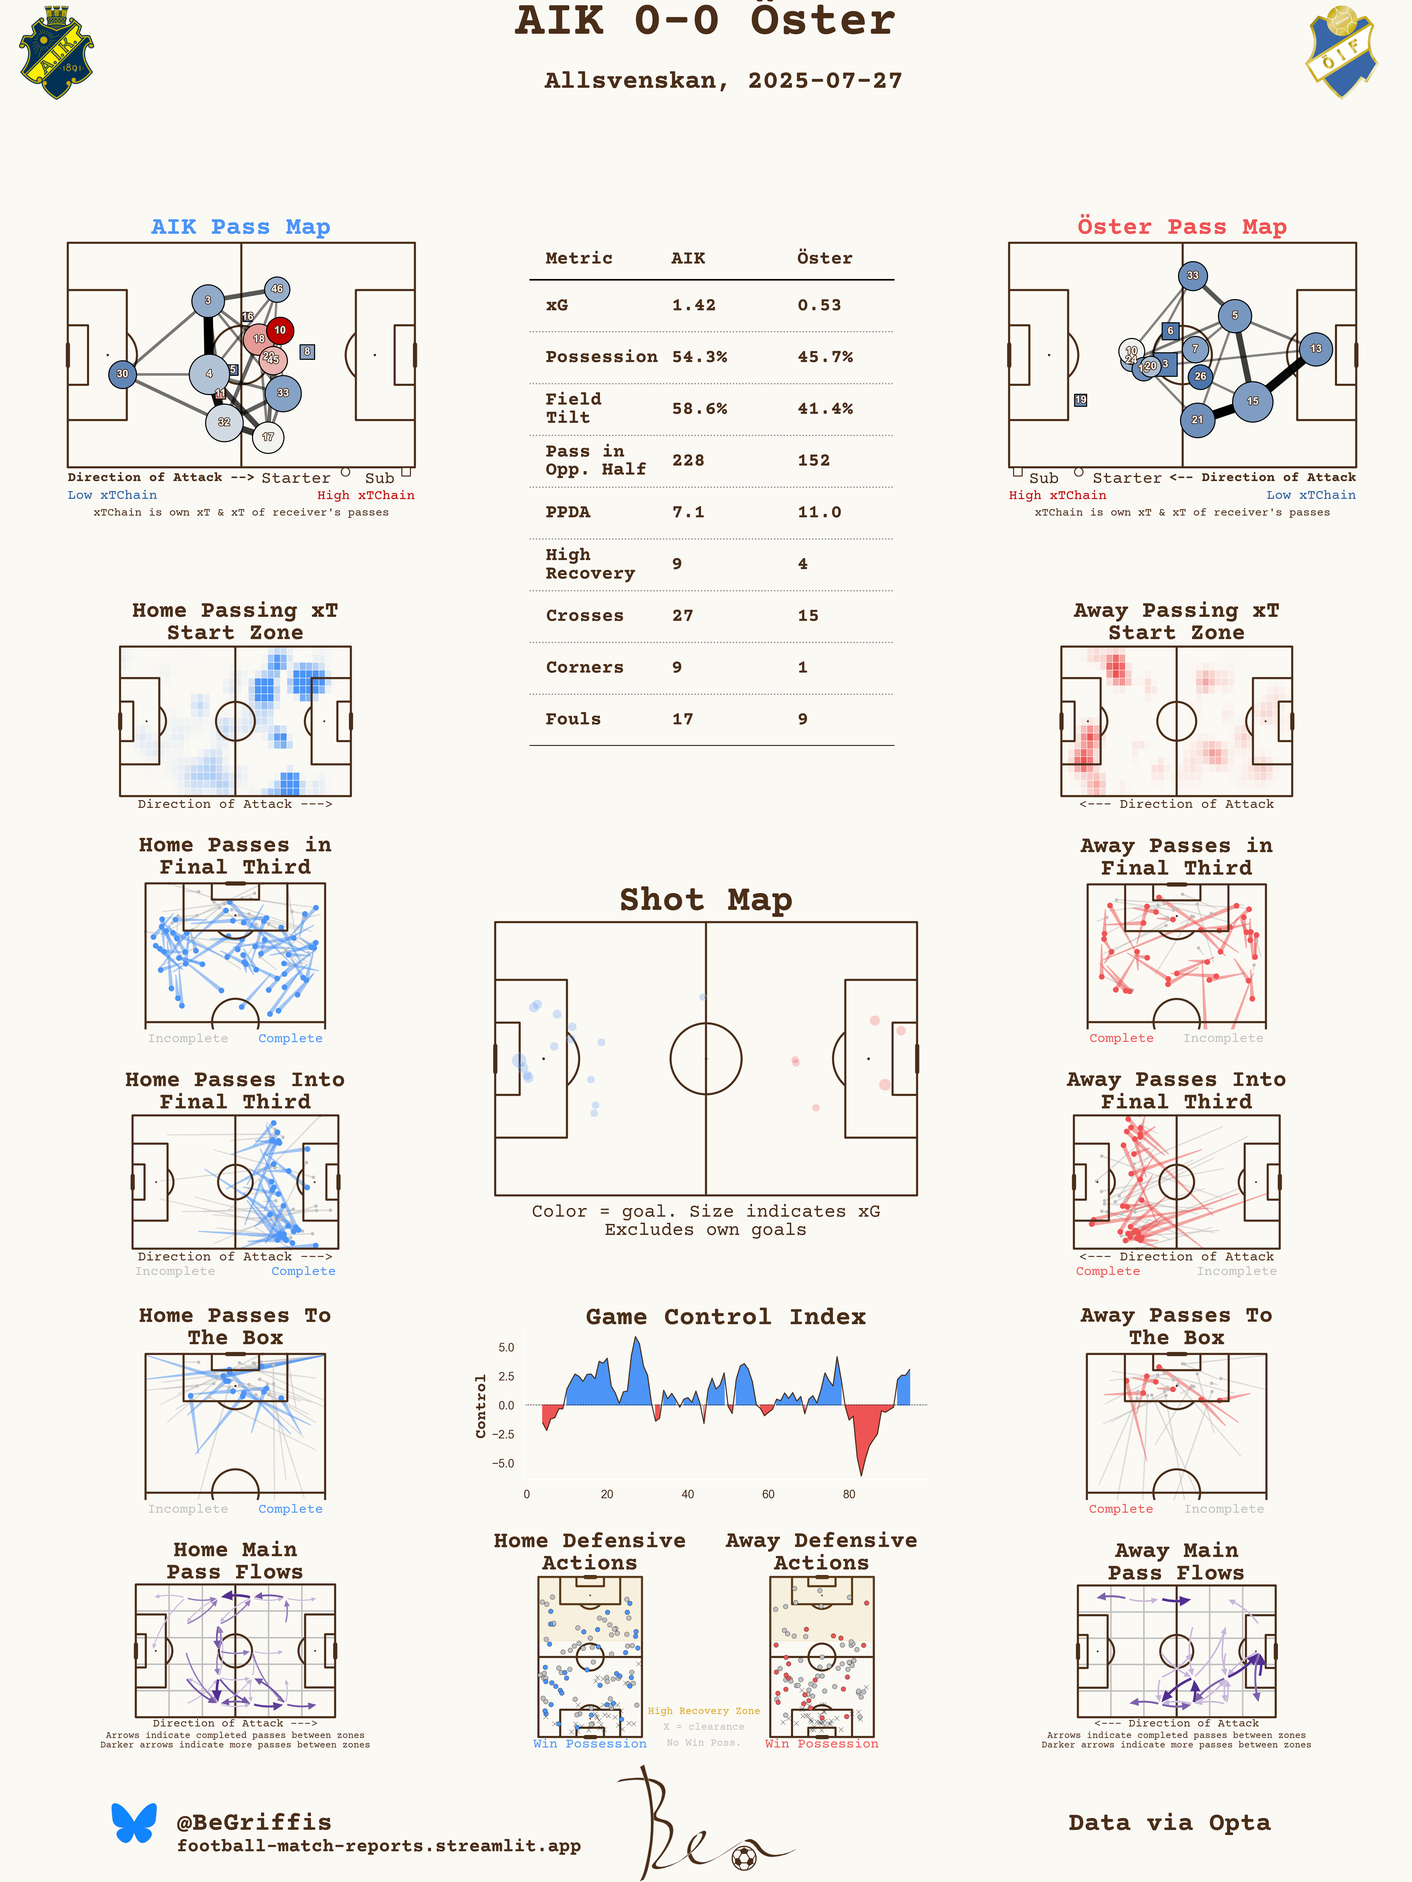 AIK 0-0 Öster
Allsvenskan, 2025-07-27
A.I.K.
1891
ÖIF
AIK Pass Map
3
46
16
10
18
8
45
30
4
5
11
33
32
17
Direction of Attack --> Starter Sub
Low xTChain High xTChain
xTChain is own xT & xT of receiver's passes
Metric AIK Öster
xG 1.42 0.53
Possession 54.3% 45.7%
Field
Tilt 58.6% 41.4%
Pass in
Opp. Half 228 152
PPDA 7.1 11.0
High
Recovery 9 4
Crosses 27 15
Corners 9 1
Fouls 17 9
Öster Pass Map
33
5
6
10
7
13
20
3
26
19
15
21
Sub Starter <-- Direction of Attack
High xTChain Low xTChain
xTChain is own xT & xT of receiver's passes
Home Passing xT
Start Zone
Direction of Attack --->
Away Passing xT
Start Zone
<--- Direction of Attack
Home Passes in
Final Third
Incomplete Complete
Away Passes in
Final Third
Complete Incomplete
Shot Map
Color = goal. Size indicates xG
Excludes own goals
Home Passes Into
Final Third
Direction of Attack --->
Incomplete Complete
Away Passes Into
Final Third
<--- Direction of Attack
Complete Incomplete
Home Passes To
The Box
Incomplete Complete
Game Control Index
Control
5.0
2.5
0.0
−2.5
−5.0
0 20 40 60 80
Away Passes To
The Box
Complete Incomplete
Home Main
Pass Flows
Direction of Attack --->
Arrows indicate completed passes between zones
Darker arrows indicate more passes between zones
Home Defensive
Actions
Win Possession
High Recovery Zone
X = clearance
No Win Poss.
Away Defensive
Actions
Win Possession
Away Main
Pass Flows
<--- Direction of Attack
Arrows indicate completed passes between zones
Darker arrows indicate more passes between zones
@BeGriffis
football-match-reports.streamlit.app
Ben
Data via Opta